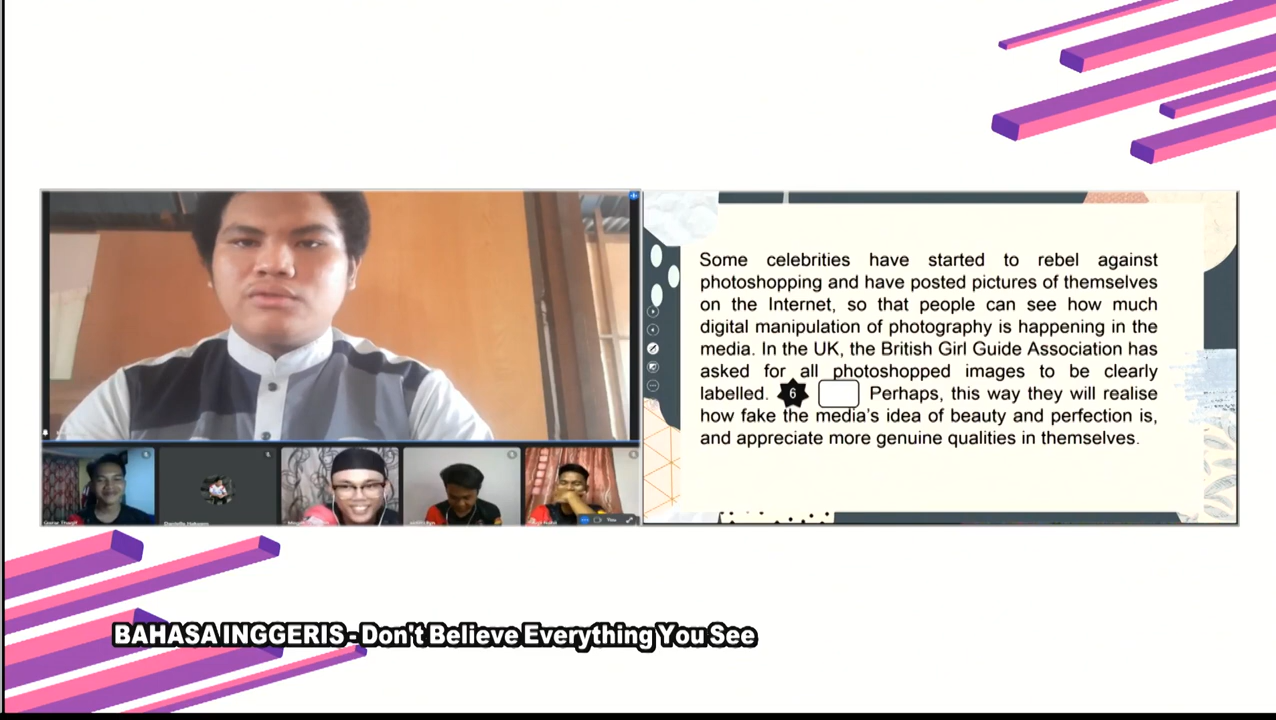 Some celebrities have started to rebel against
photoshopping and have posted pictures of themselves
on the Internet, so that people can see how much
digital manipulation of photography is happening in the
media. In the UK, the British Girl Guide Association has
asked for all photoshopped images to be clearly
labelled. 6 Perhaps, this way they will realise
how fake the media's idea of beauty and perfection is,
and appreciate more genuine qualities in themselves.
You
BAHASA INGGERIS - Don't Believe Everything You See